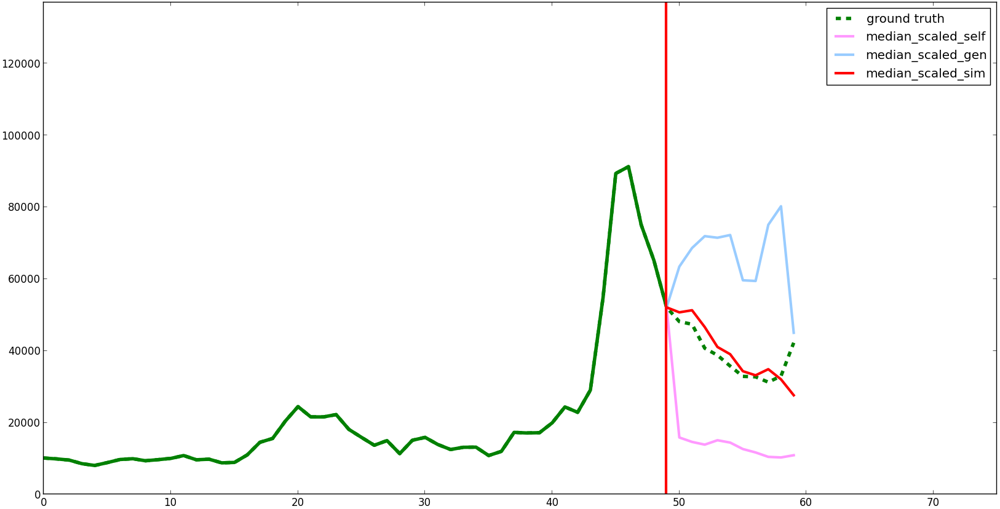 120000
100000
80000
60000
40000
20000
0
0 10 20 30 40 50 60 70
ground truth
median_scaled_self
median_scaled_gen
median_scaled_sim